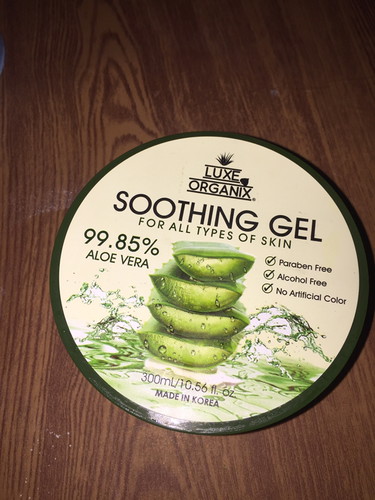 LUXE
ORGANIX®
SOOTHING GEL
FOR ALL TYPES OF SKIN
99.85%
ALOE VERA
Paraben Free
Alcohol Free
No Artificial Color
300ml/10.56 fl. oz
MADE IN KOREA